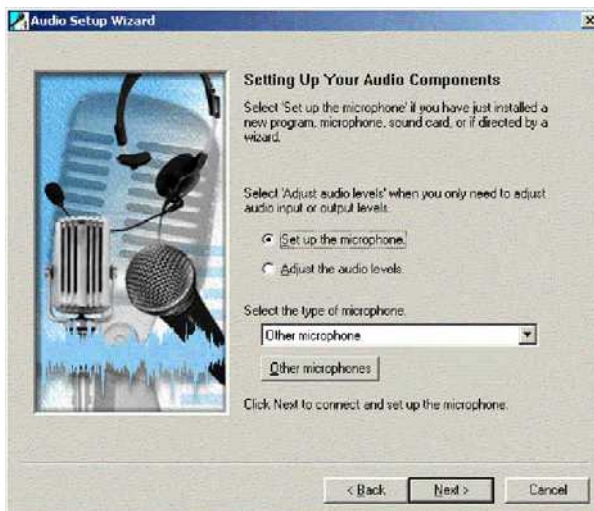 Audio Setup Wizard
Setting Up Your Audio Components
Select 'Set up the microphone' if you have just installed a
new program, microphone, sound card, or if directed by a
wizard.
Select 'Adjust audio levels' when you only need to adjust
audio input or output levels.
Set up the microphone.
Adjust the audio levels.
Select the type of microphone.
Other microphone
Other microphones
Click Next to connect and set up the microphone.
< Back
Next >
Cancel